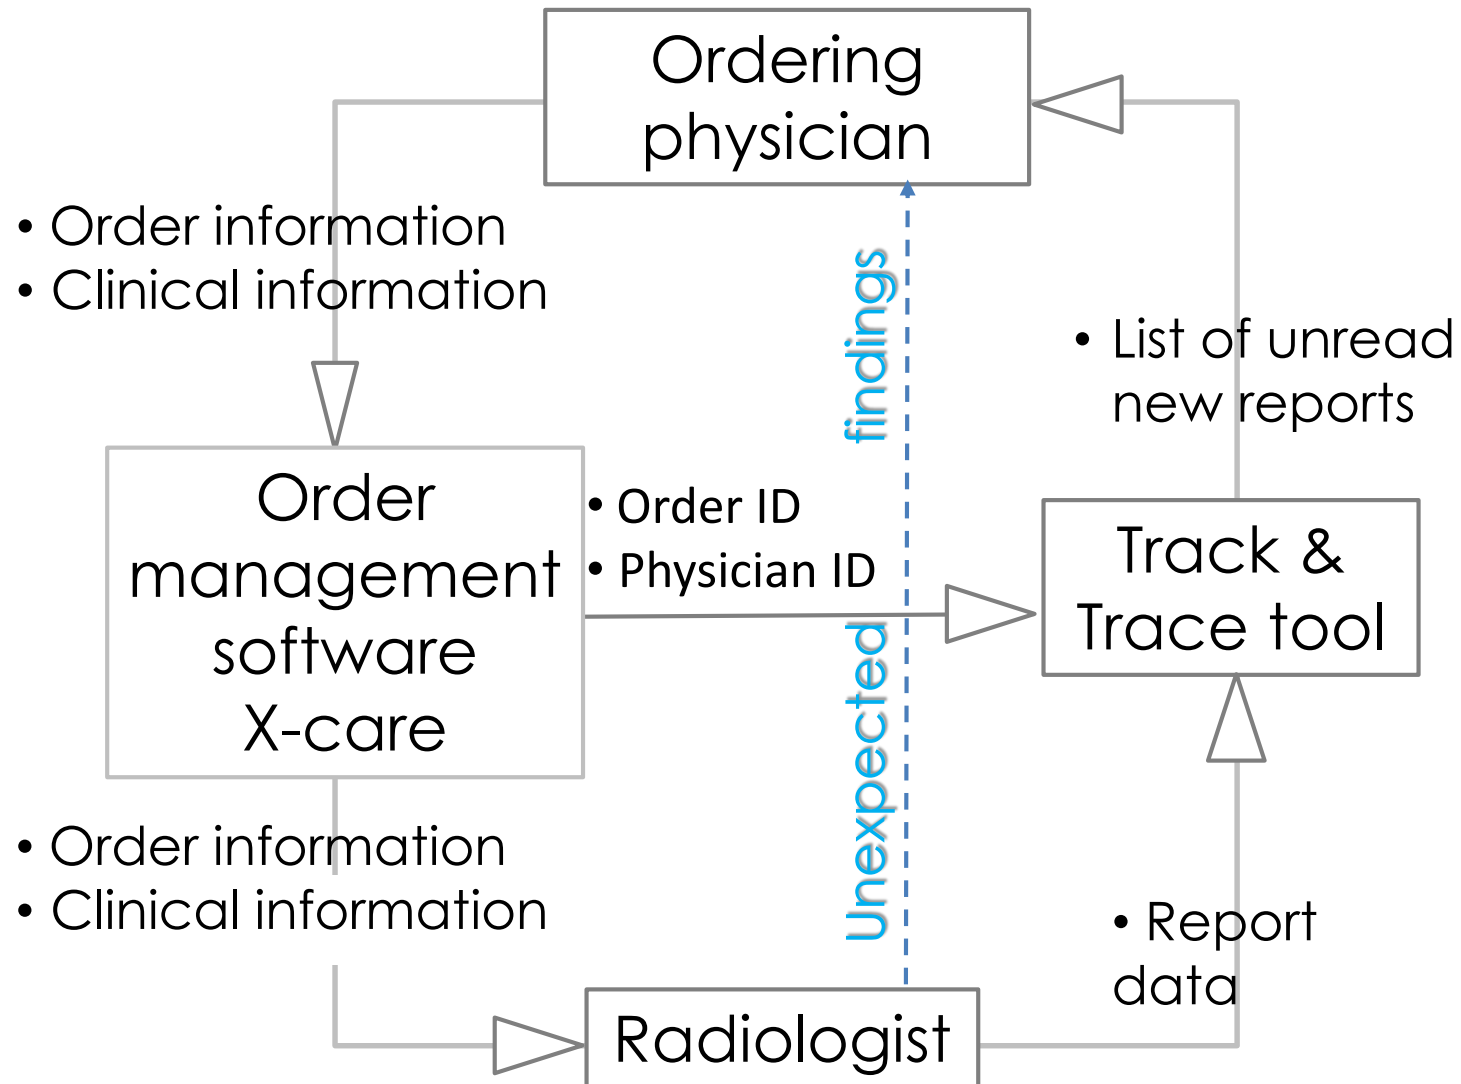 Ordering
physician
• Order information
• Clinical information
findings
• List of unread
new reports
Order
management
software
X-care
• Order ID
• Physician ID
Track &
Trace tool
Unexpected
• Order information
• Clinical information
• Report
data
Radiologist